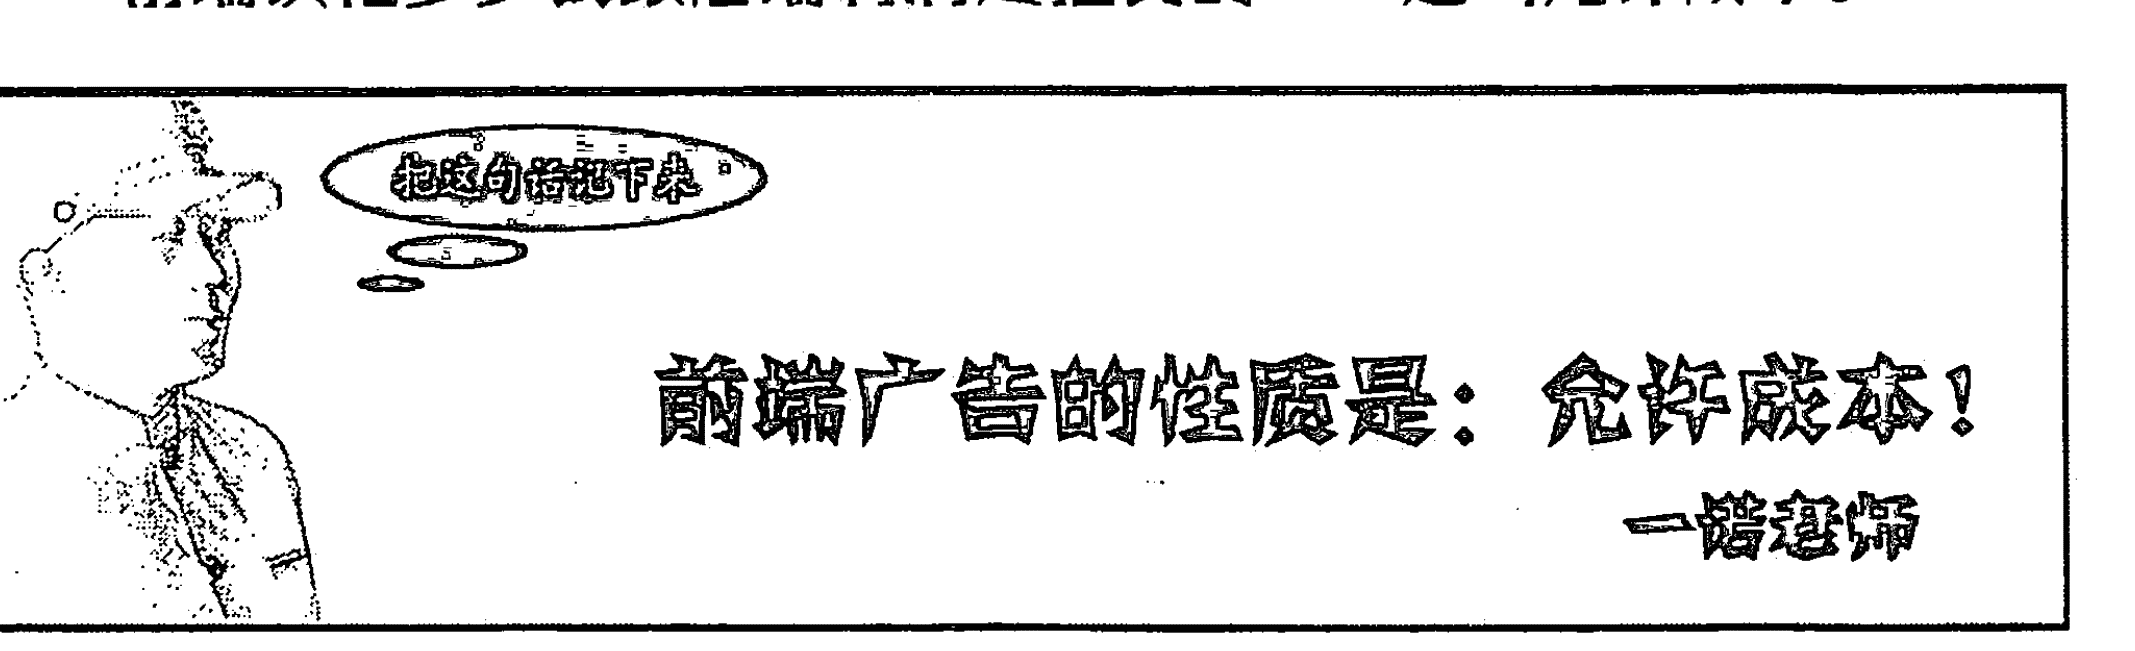 把这句话记下来
前端广告的性质是：允许成本！
一诺老师